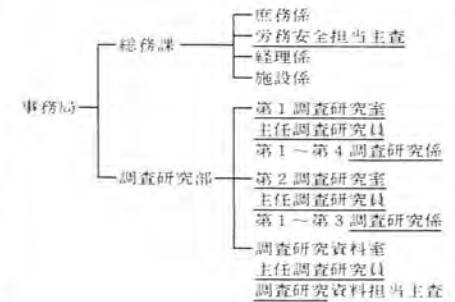 事務局
総務課
庶務係
労務安全担当主査
経理係
施設係
調査研究部
第1調査研究室
主任調査研究員
第1～第4調査研究係
第2調査研究室
主任調査研究員
第1～第3調査研究係
調査研究資料室
主任調査研究員
調査研究資料担当主査